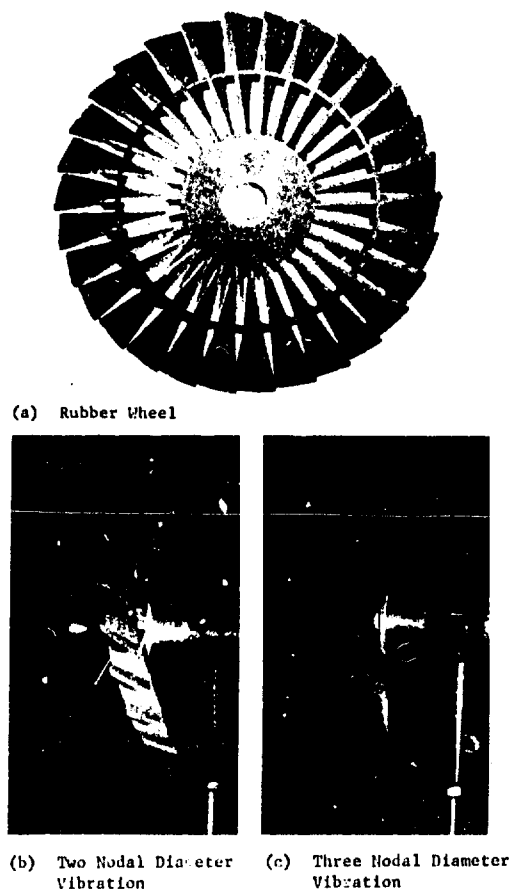 (a) Rubber Wheel
(b) Two Nodal Diameter
Vibration
(c) Three Nodal Diameter
Vibration